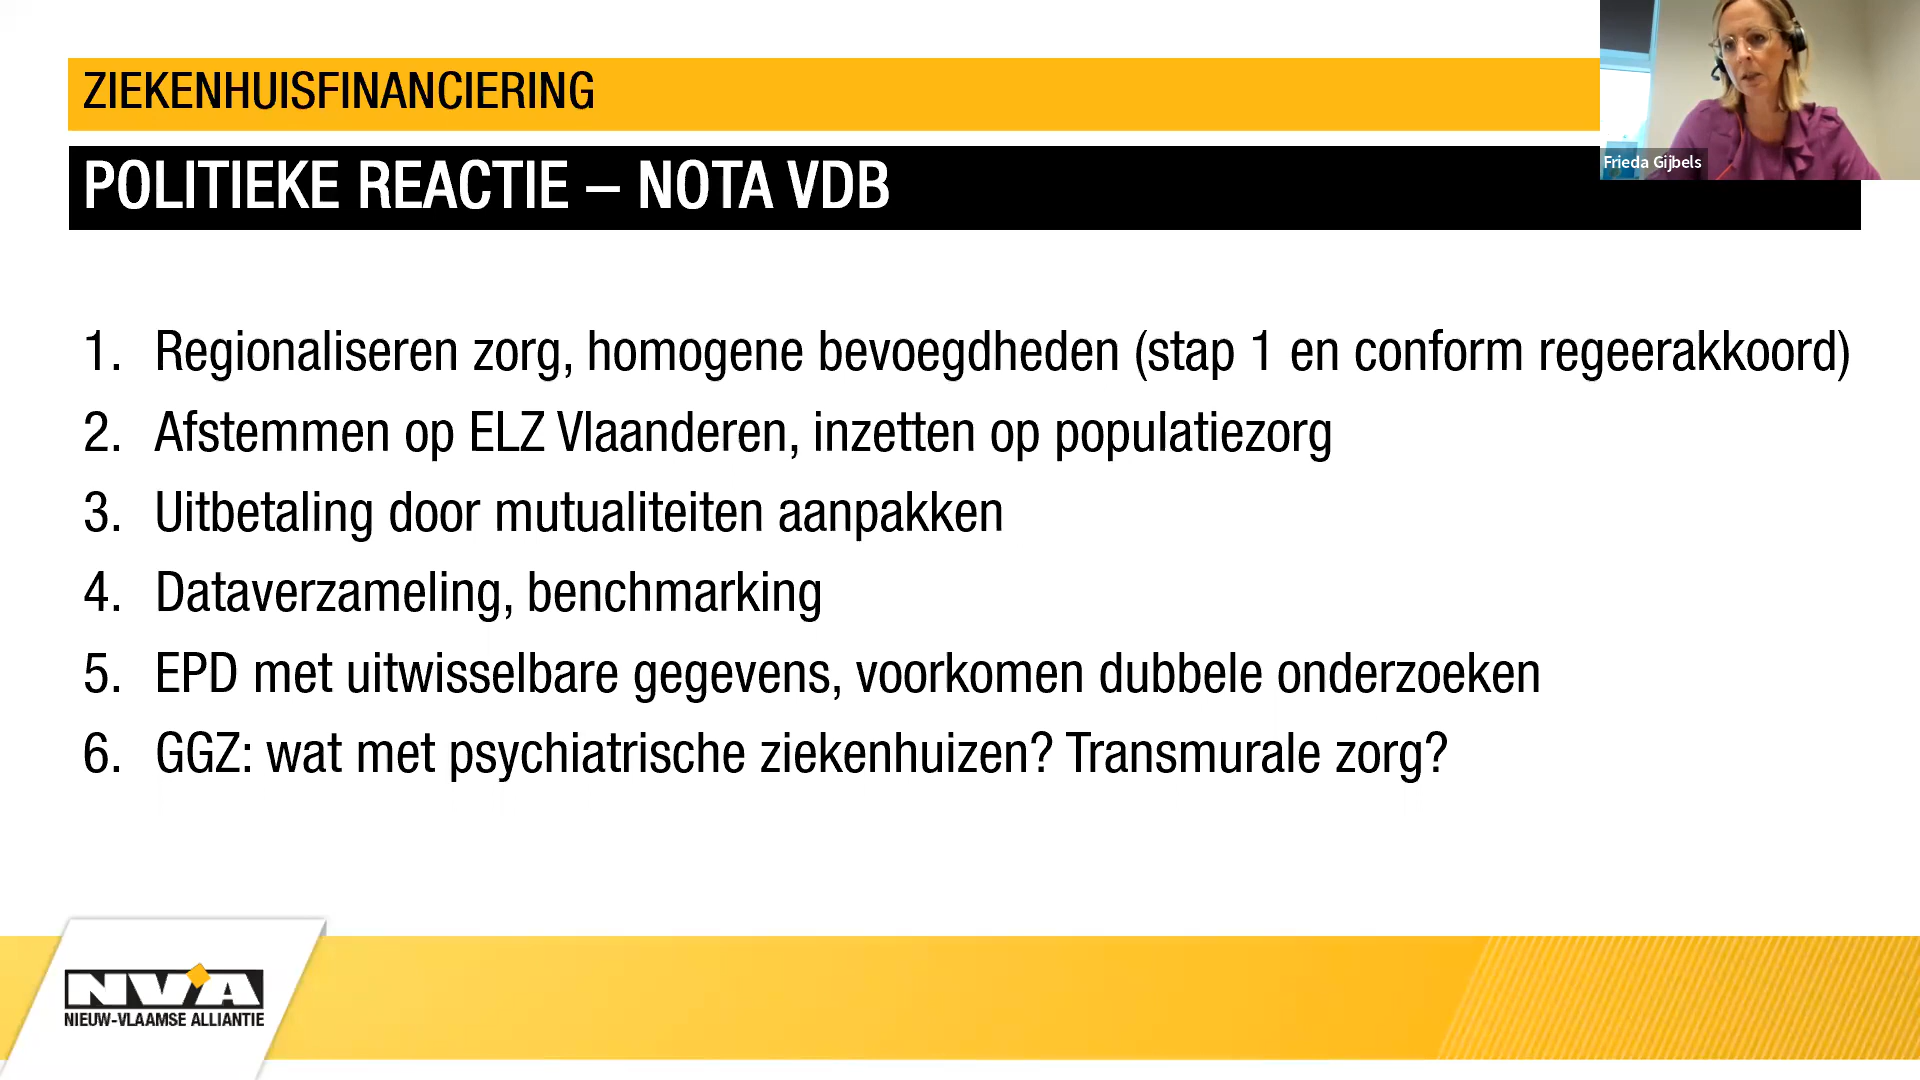 ZIEKENHUISFINANCIERING
POLITIEKE REACTIE – NOTA VDB
Frieda Gijbels
1. Regionaliseren zorg, homogene bevoegdheden (stap 1 en conform regeerakkoord)
2. Afstemmen op ELZ Vlaanderen, inzetten op populatiezorg
3. Uitbetaling door mutualiteiten aanpakken
4. Dataverzameling, benchmarking
5. EPD met uitwisselbare gegevens, voorkomen dubbele onderzoeken
6. GGZ: wat met psychiatrische ziekenhuizen? Transmurale zorg?
N-VA
NIEUW-VLAAMSE ALLIANTIE